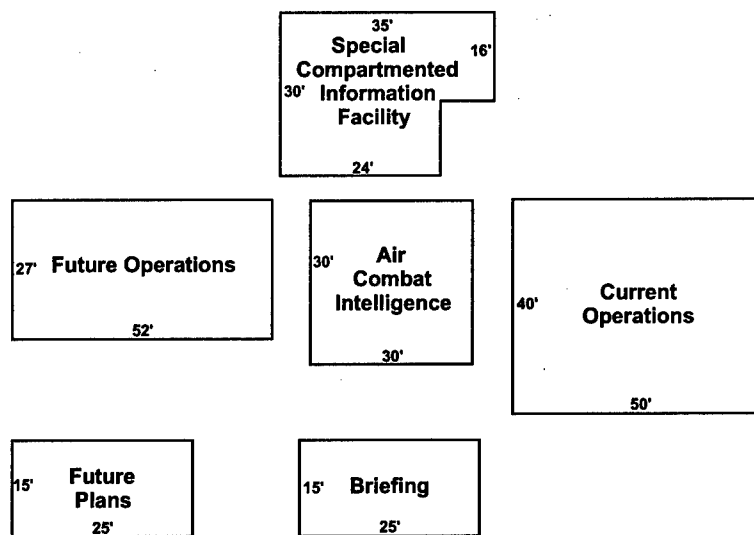 35'
Special
16'
Compartmented
30' Information
Facility
24'
27' Future Operations
52'
30' Air
Combat
Intelligence
30'
40' Current
Operations
50'
15' Future
Plans
25'
15' Briefing
25'